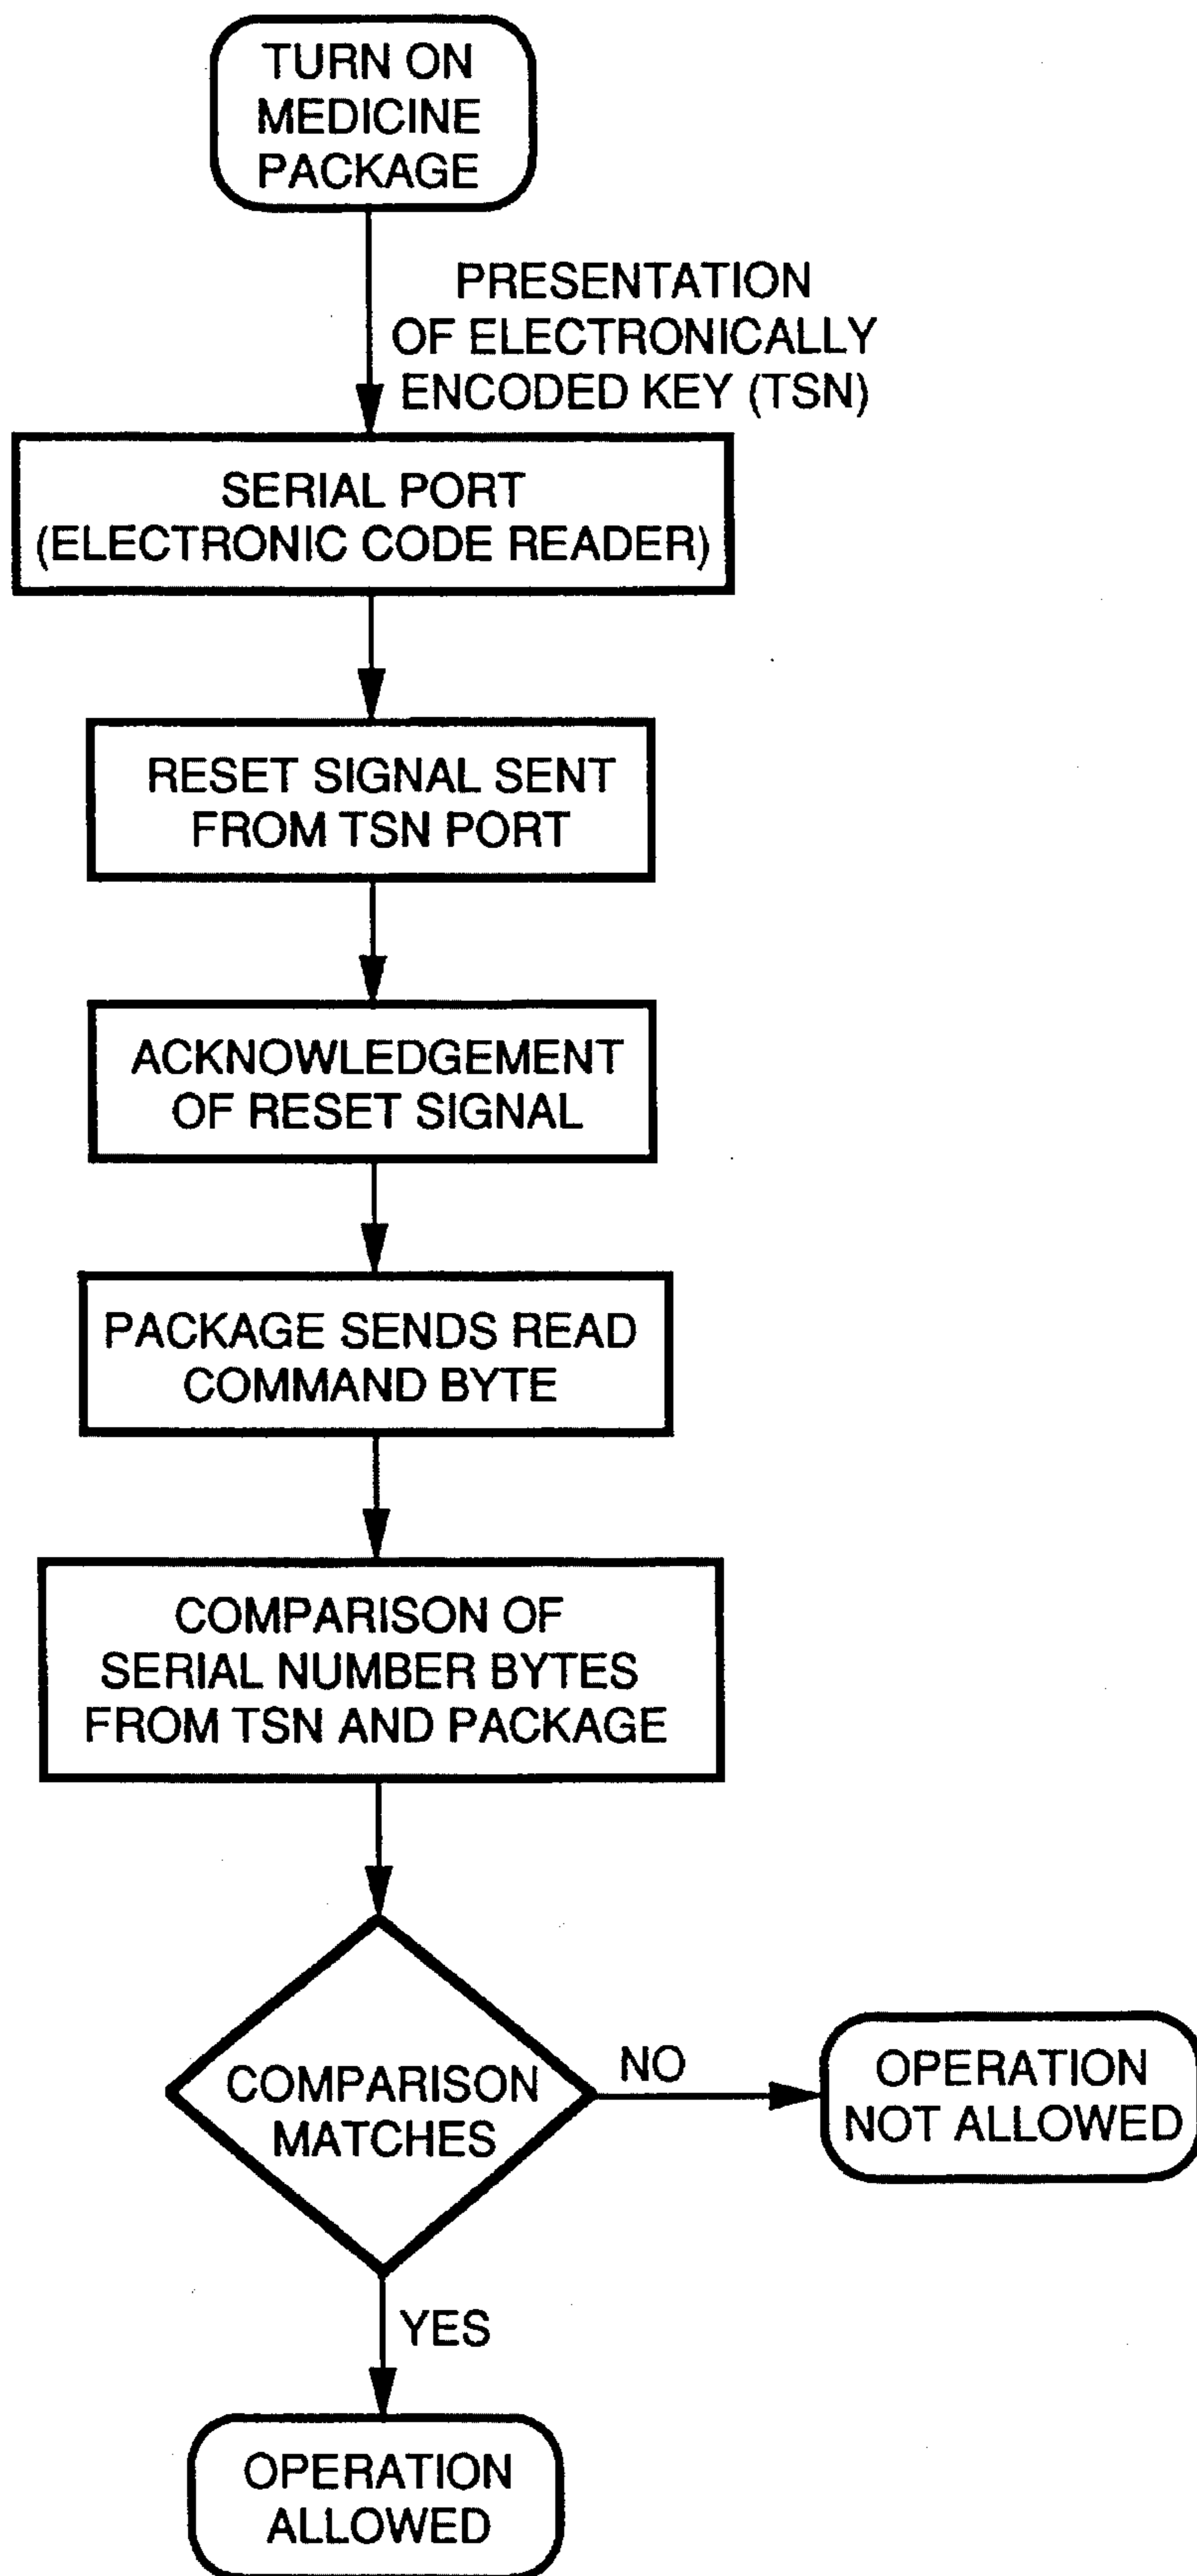 TURN ON
MEDICINE
PACKAGE
PRESENTATION
OF ELECTRONICALLY
ENCODED KEY (TSN)
SERIAL PORT
(ELECTRONIC CODE READER)
RESET SIGNAL SENT
FROM TSN PORT
ACKNOWLEDGEMENT
OF RESET SIGNAL
PACKAGE SENDS READ
COMMAND BYTE
COMPARISON OF
SERIAL NUMBER BYTES
FROM TSN AND PACKAGE
COMPARISON
MATCHES
NO
OPERATION
NOT ALLOWED
YES
OPERATION
ALLOWED